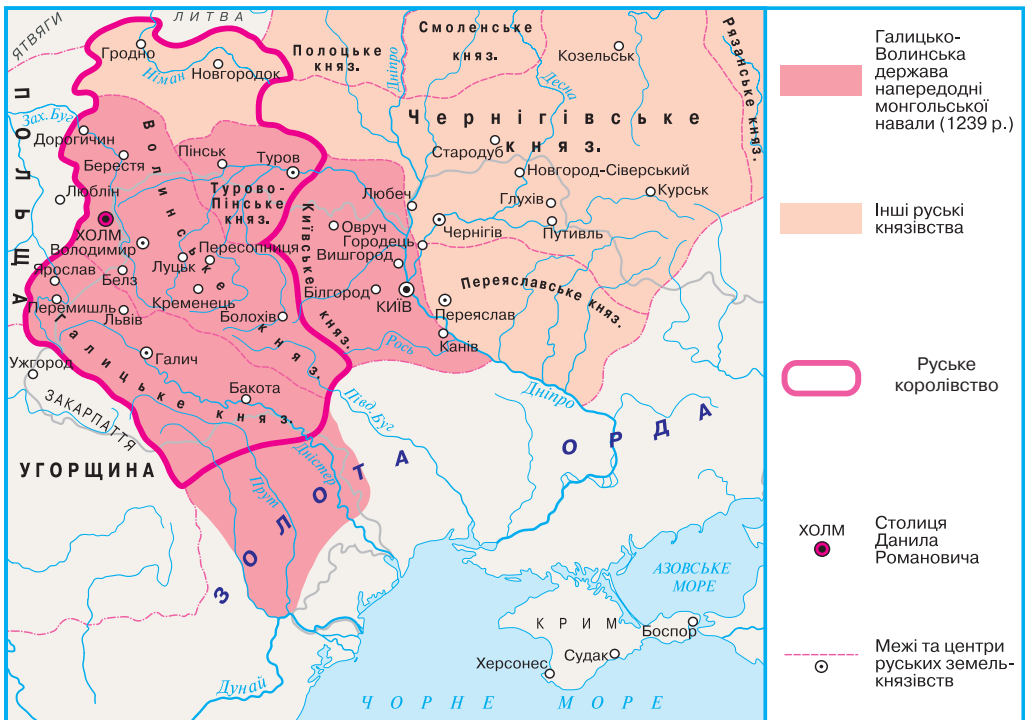 ЛИТВА
ЯТВЯГИ
Гродно
Німан
Новгородок
Полоцьке
княз.
Дніпро
Смоленське
княз.
Козельськ
Рязанське княз.
Десна
ПОЛЬЩА
Зах. Буг
Дорогичин
Берестя
Волинське княз.
Пінськ
Туров
Турово-
Пінське
княз.
Чернігівське
княз.
Стародуб
Новгород-Сіверський
Курськ
Глухів
Путивль
Любеч
Чернігів
Люблін
ХОЛМ
Володимир
Луцьк
Пересопниця
Київське
княз.
Овруч
Городець
Вишгород
Білгород
КИЇВ
Ярослав
Белз
Кременець
Перемишль
Львів
Болохів
Переяславське княз.
Переяслав
Канів
Рось
Галицьке княз.
Галич
Бакота
Ужгород
ЗАКАРПАТТЯ
УГОРЩИНА
Півд. Буг
Дніпро
Дністер
Прут
ЗОЛОТА ОРДА
АЗОВСЬКЕ
МОРЕ
КРИМ
Боспор
Судак
Херсонес
Дунай
ЧОРНЕ МОРЕ
Галицько-
Волинська
держава
напередодні
монгольської
навали (1239 р.)
Інші руські
князівства
Руське
королівство
ХОЛМ
Столиця
Данила
Романовича
Межі та центри
руських земель-
князівств